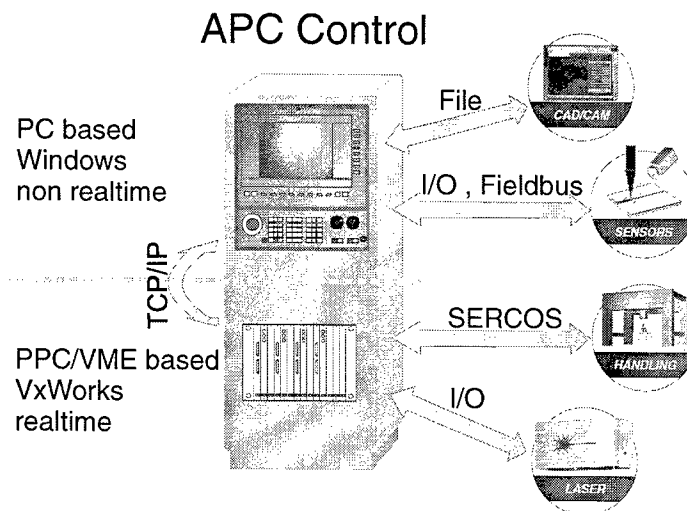 APC Control
PC based
Windows
non realtime
TCP/IP
PPC/VME based
VxWorks
realtime
File
CAD/CAM
I/O , Fieldbus
SENSORS
SERCOS
HANDLING
I/O
LASER